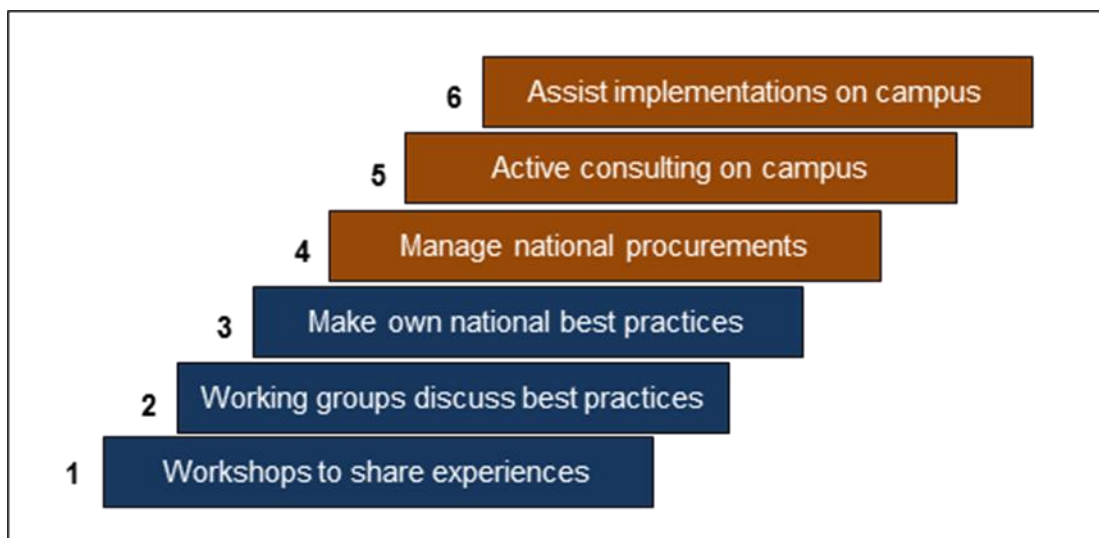 6 Assist implementations on campus
5 Active consulting on campus
4 Manage national procurements
3 Make own national best practices
2 Working groups discuss best practices
1 Workshops to share experiences